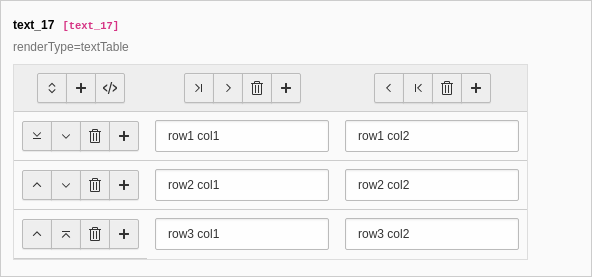 text_17 [text_17]
renderType=textTable
row1 col1 row1 col2
row2 col1 row2 col2
row3 col1 row3 col2